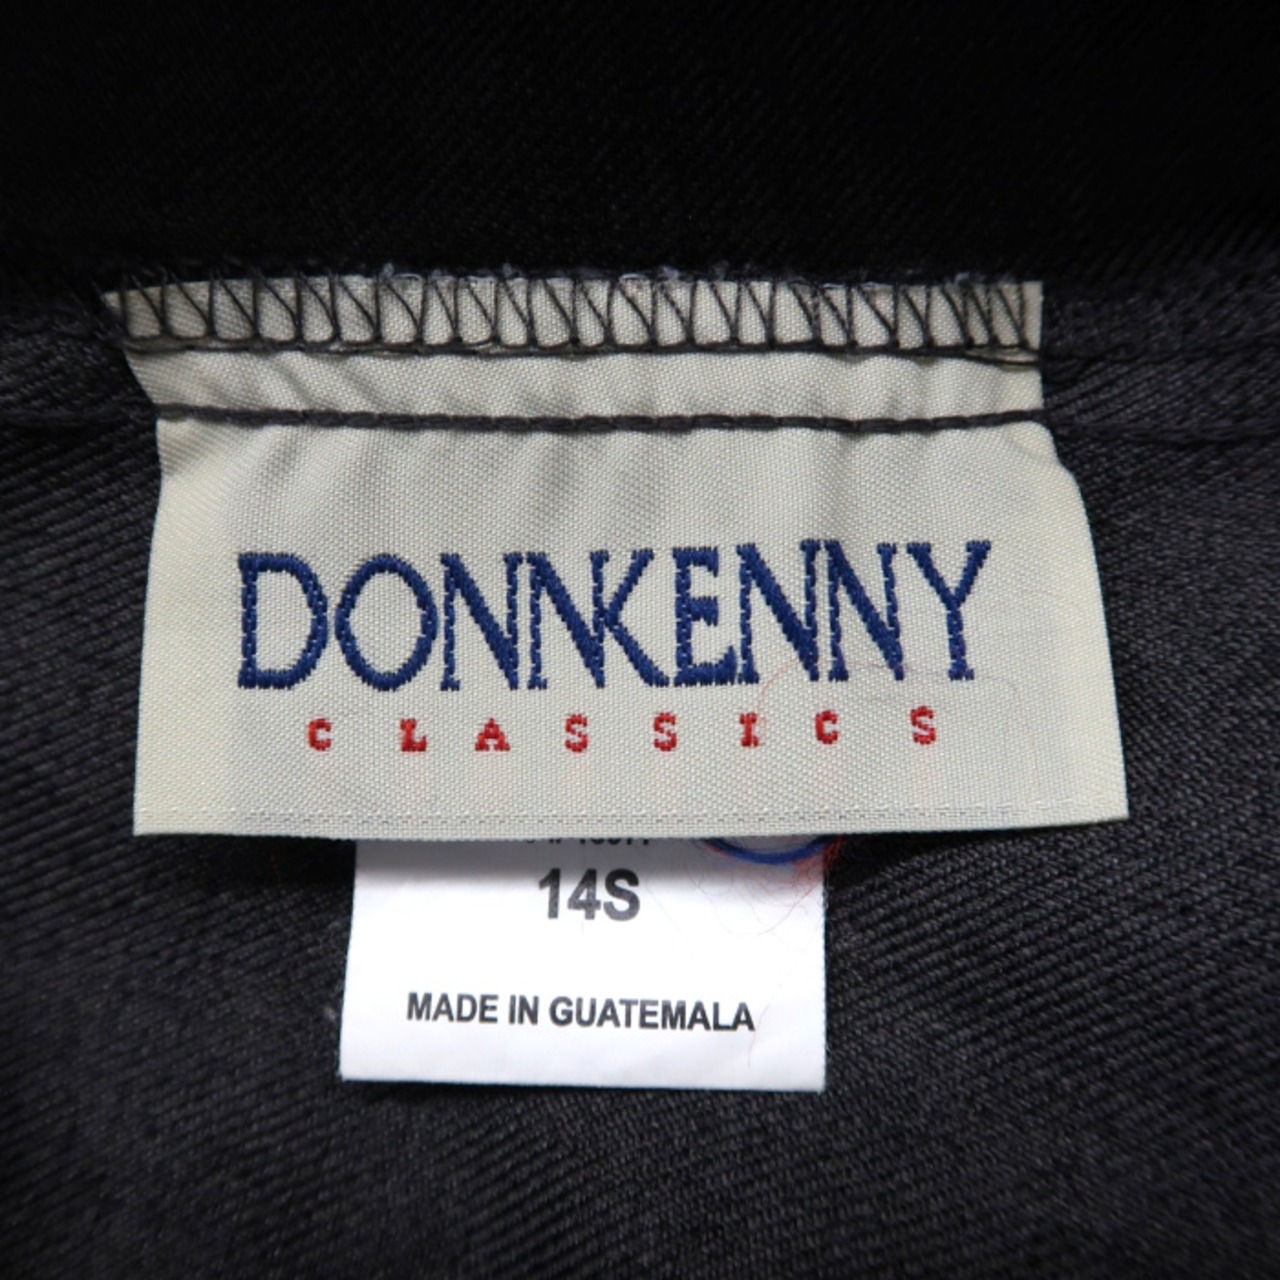 DONNKENNY
CLASSICS
14S
MADE IN GUATEMALA